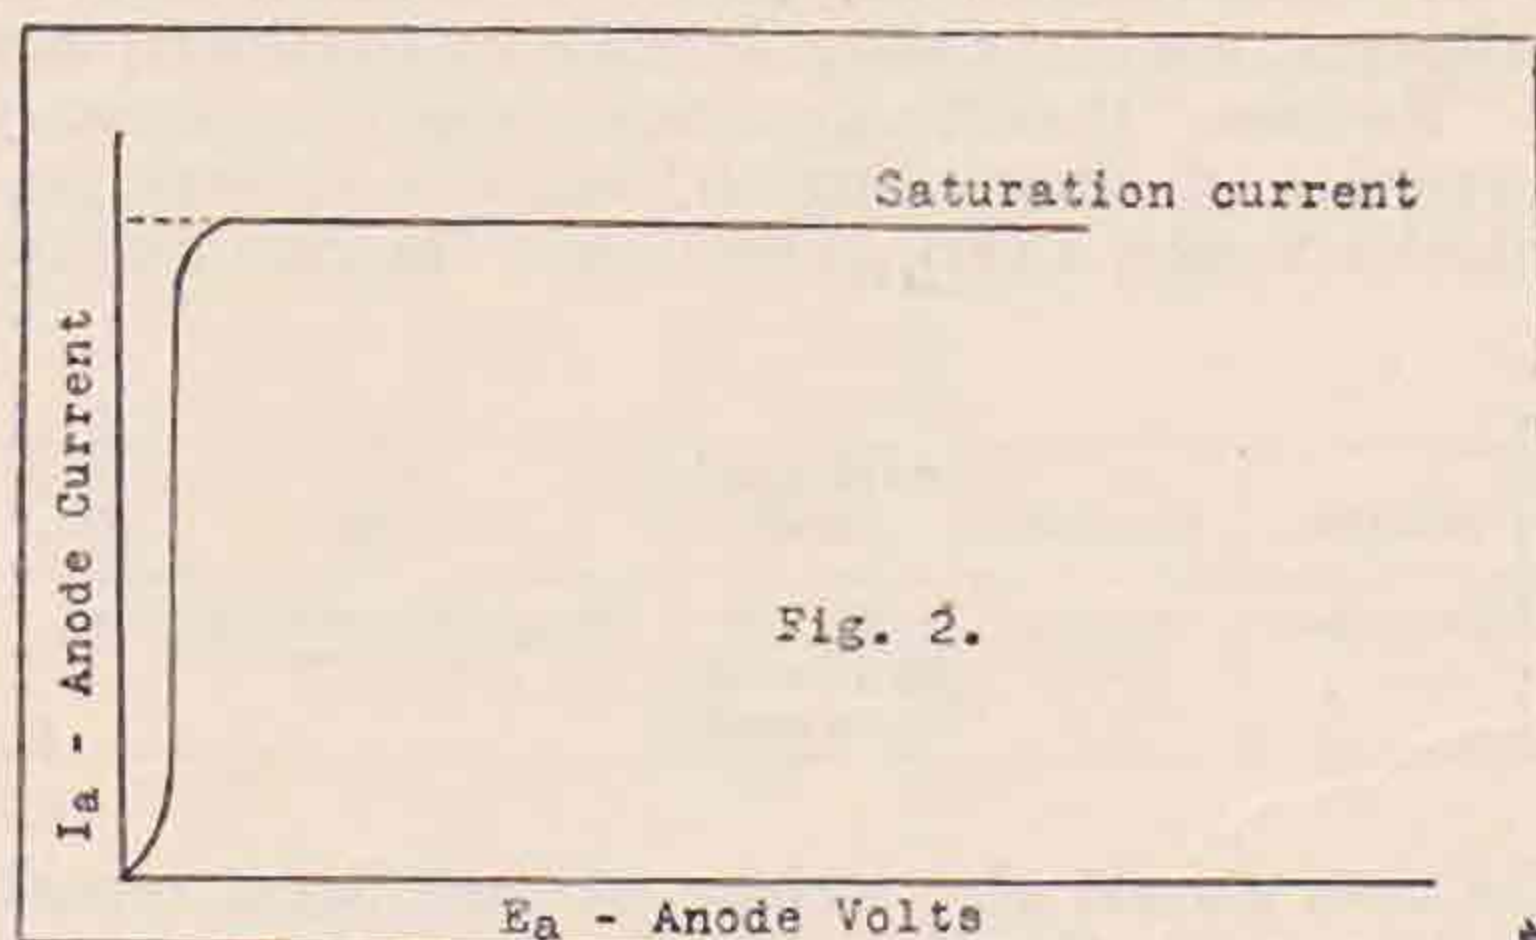 Saturation current
Ia - Anode Current
Fig. 2.
Ea - Anode Volts